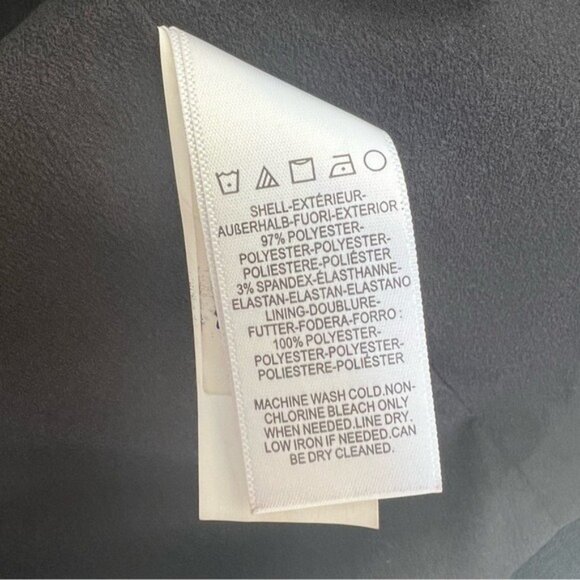 SHELL-EXTÉRIEUR-
AUßERHALB-FUORI-EXTERIOR :
97% POLYESTER-
POLYESTER-POLYESTER-
POLIESTERE-POLIÉSTER
3% SPANDEX-ÉLASTHANNE-
ELASTAN-ELASTAN-ELASTANO
LINING-DOUBLURE-
FUTTER-FODERA-FORRO :
100% POLYESTER-
POLYESTER-POLYESTER-
POLIESTERE-POLIÉSTER
MACHINE WASH COLD.NON-
CHLORINE BLEACH ONLY
WHEN NEEDED.LINE DRY.
LOW IRON IF NEEDED.CAN
BE DRY CLEANED.